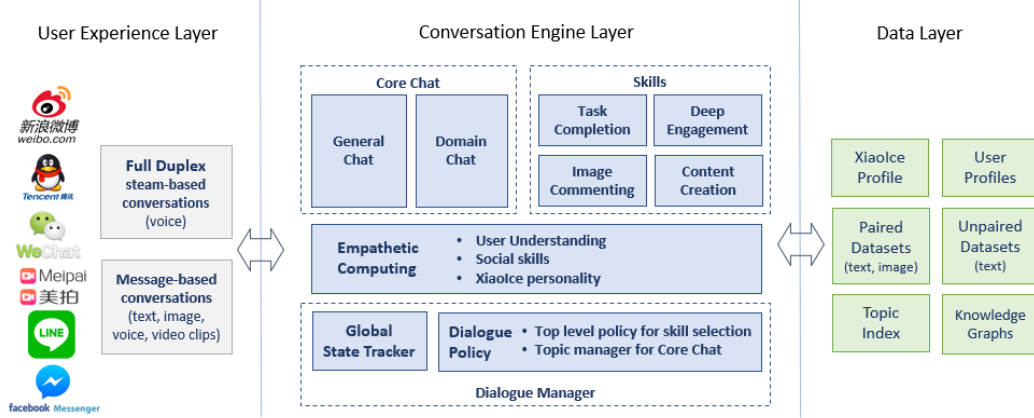 User Experience Layer
新浪微博
weibo.com
Tencent 腾讯
WeChat
Meipai
美拍
LINE
facebook Messenger
Full Duplex
steam-based
conversations
(voice)
Message-based
conversations
(text, image,
voice, video clips)
Conversation Engine Layer
Core Chat
General
Chat
Domain
Chat
Skills
Task
Completion
Deep
Engagement
Image
Commenting
Content
Creation
Empathetic
Computing
• User Understanding
• Social skills
• XiaoIce personality
Global
State Tracker
Dialogue
Policy
• Top level policy for skill selection
• Topic manager for Core Chat
Dialogue Manager
Data Layer
XiaoIce
Profile
User
Profiles
Paired
Datasets
(text, image)
Unpaired
Datasets
(text)
Topic
Index
Knowledge
Graphs